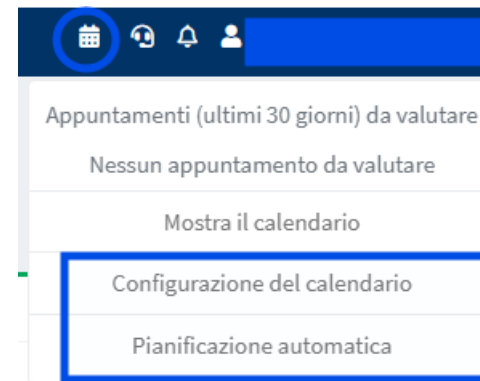 Appuntamenti (ultimi 30 giorni) da valutare
Nessun appuntamento da valutare
Mostra il calendario
Configurazione del calendario
Pianificazione automatica